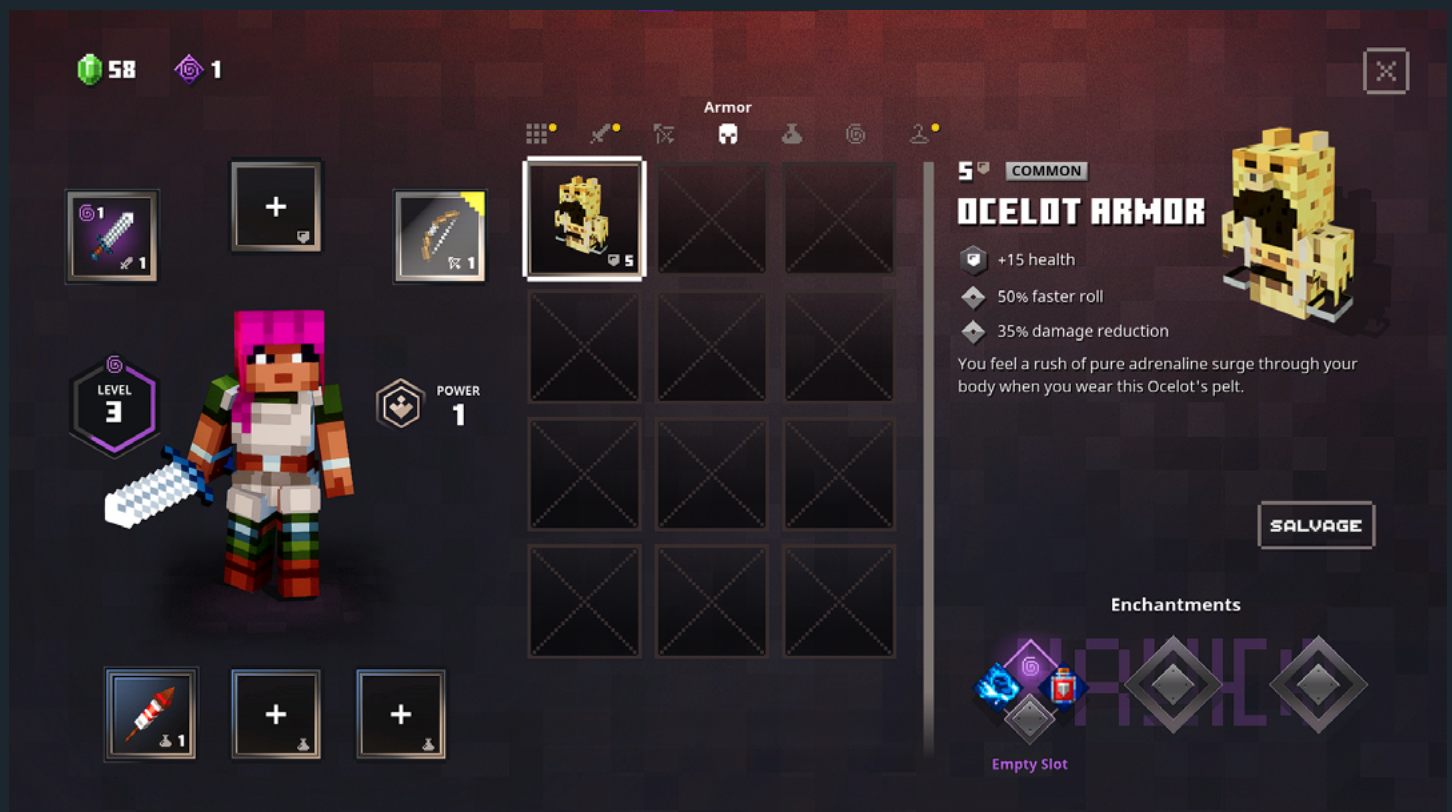 58
1
Armor
1
1
1
5
5
COMMON
OCELOT ARMOR
+15 health
50% faster roll
35% damage reduction
You feel a rush of pure adrenaline surge through your
body when you wear this Ocelot's pelt.
LEVEL
3
POWER
1
SALVAGE
Enchantments
1
Empty Slot